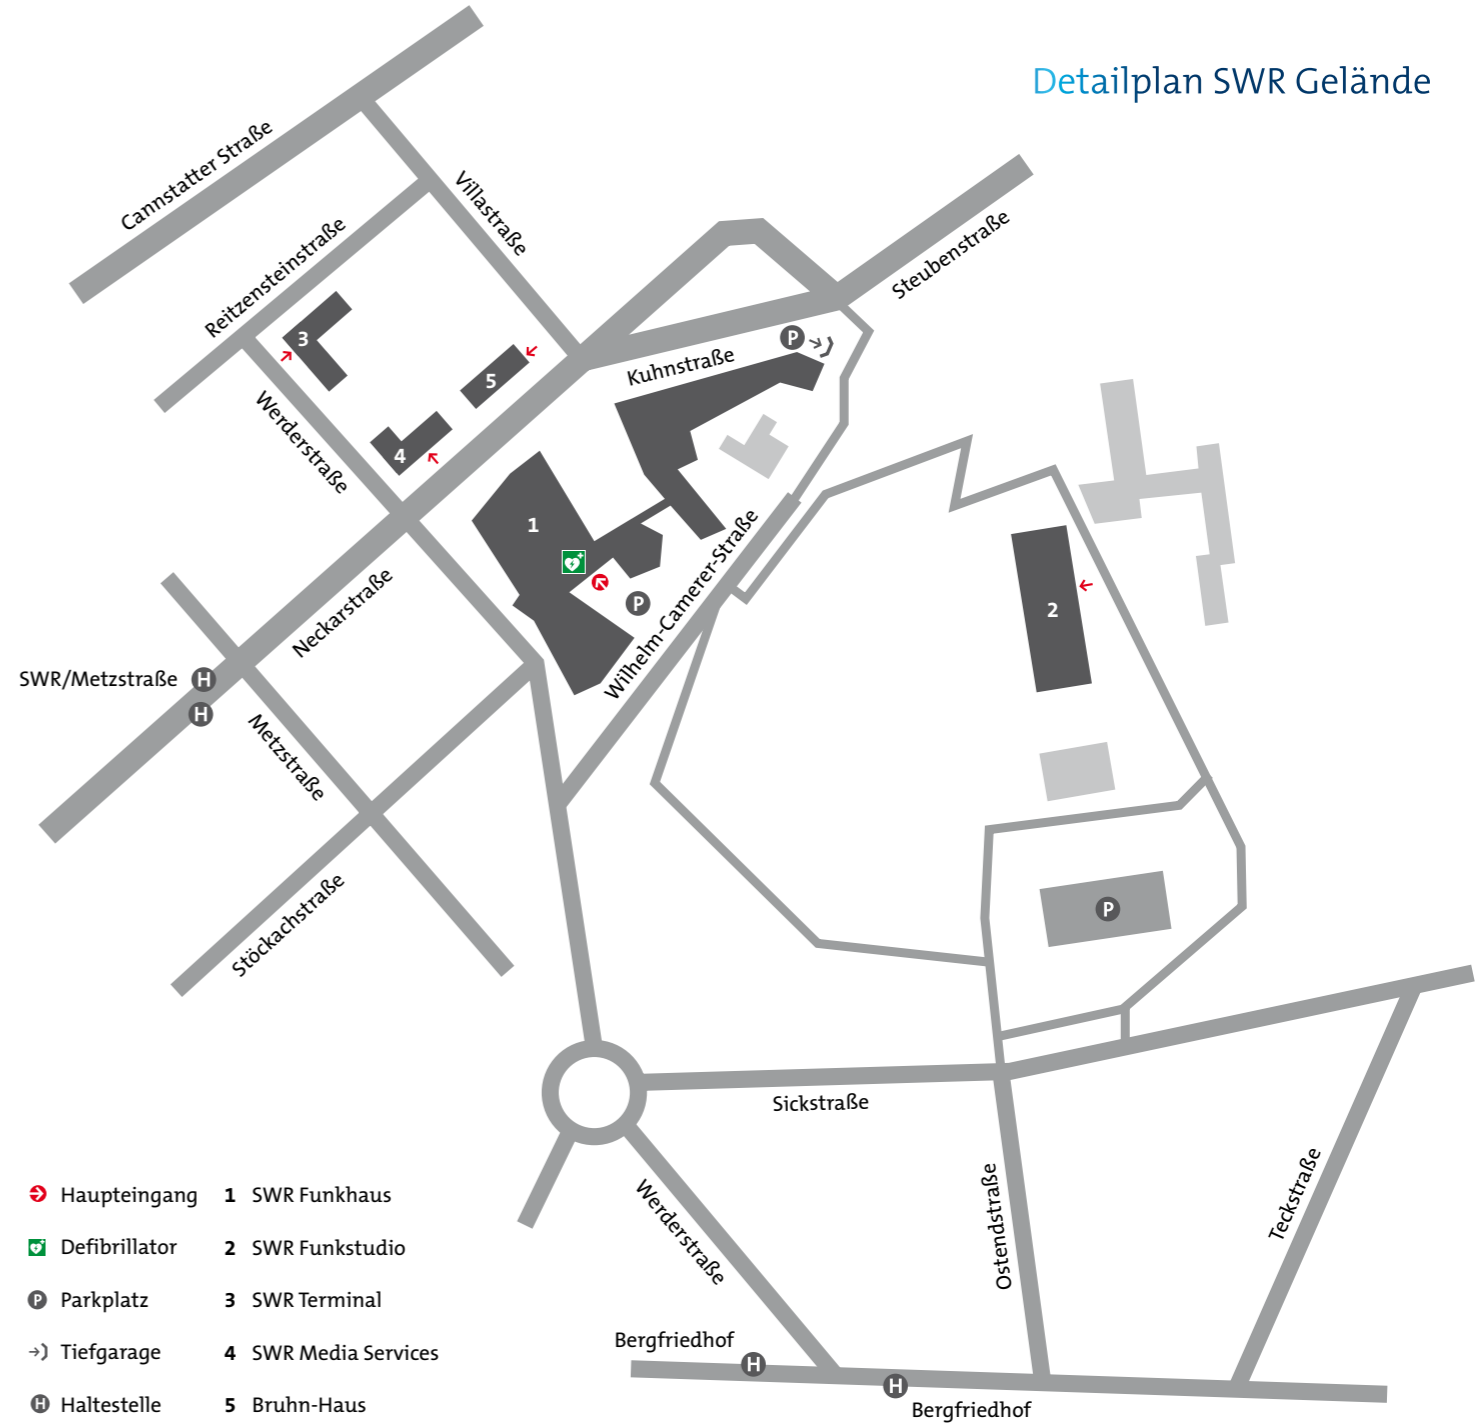 Detailplan SWR Gelände
Cannstatter Straße
Villastraße
Reitzensteinstraße
Steubenstraße
3
P
Kuhnstraße
5
Werderstraße
4
1
Wilhelm-Camerer-Straße
P
2
Neckarstraße
SWR/Metzstraße
H
H
Metzstraße
Stöckachstraße
P
Sickstraße
Werderstraße
Ostendstraße
Teckstraße
Bergfriedhof
H
H
Bergfriedhof
Haupteingang
1 SWR Funkhaus
Defibrillator
2 SWR Funkstudio
P Parkplatz
3 SWR Terminal
Tiefgarage
4 SWR Media Services
H Haltestelle
5 Bruhn-Haus